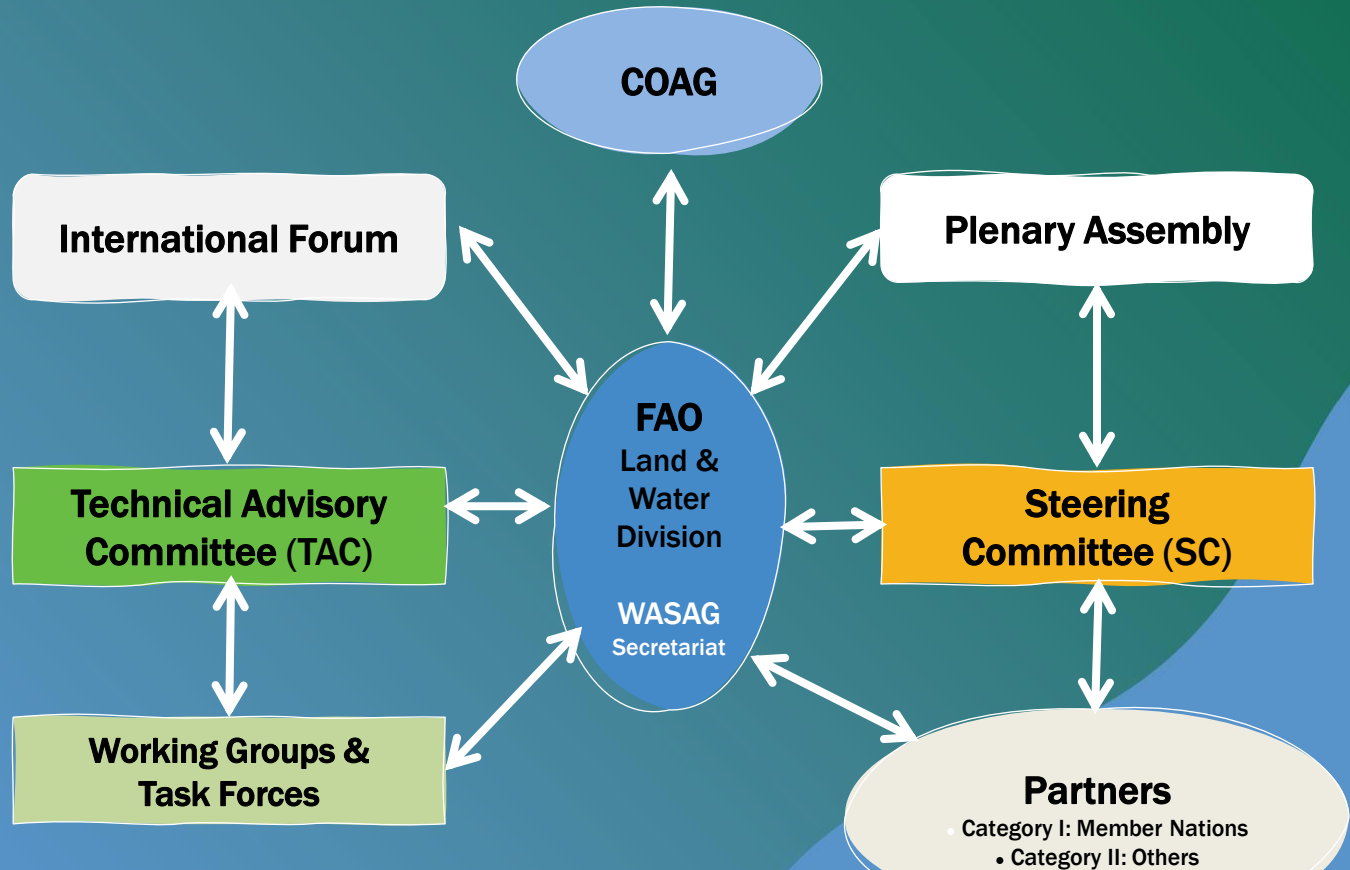 COAG
International Forum
Plenary Assembly
FAO
Land &
Water
Division
WASAG
Secretariat
Technical Advisory
Committee (TAC)
Steering
Committee (SC)
Working Groups &
Task Forces
Partners
• Category I: Member Nations
• Category II: Others